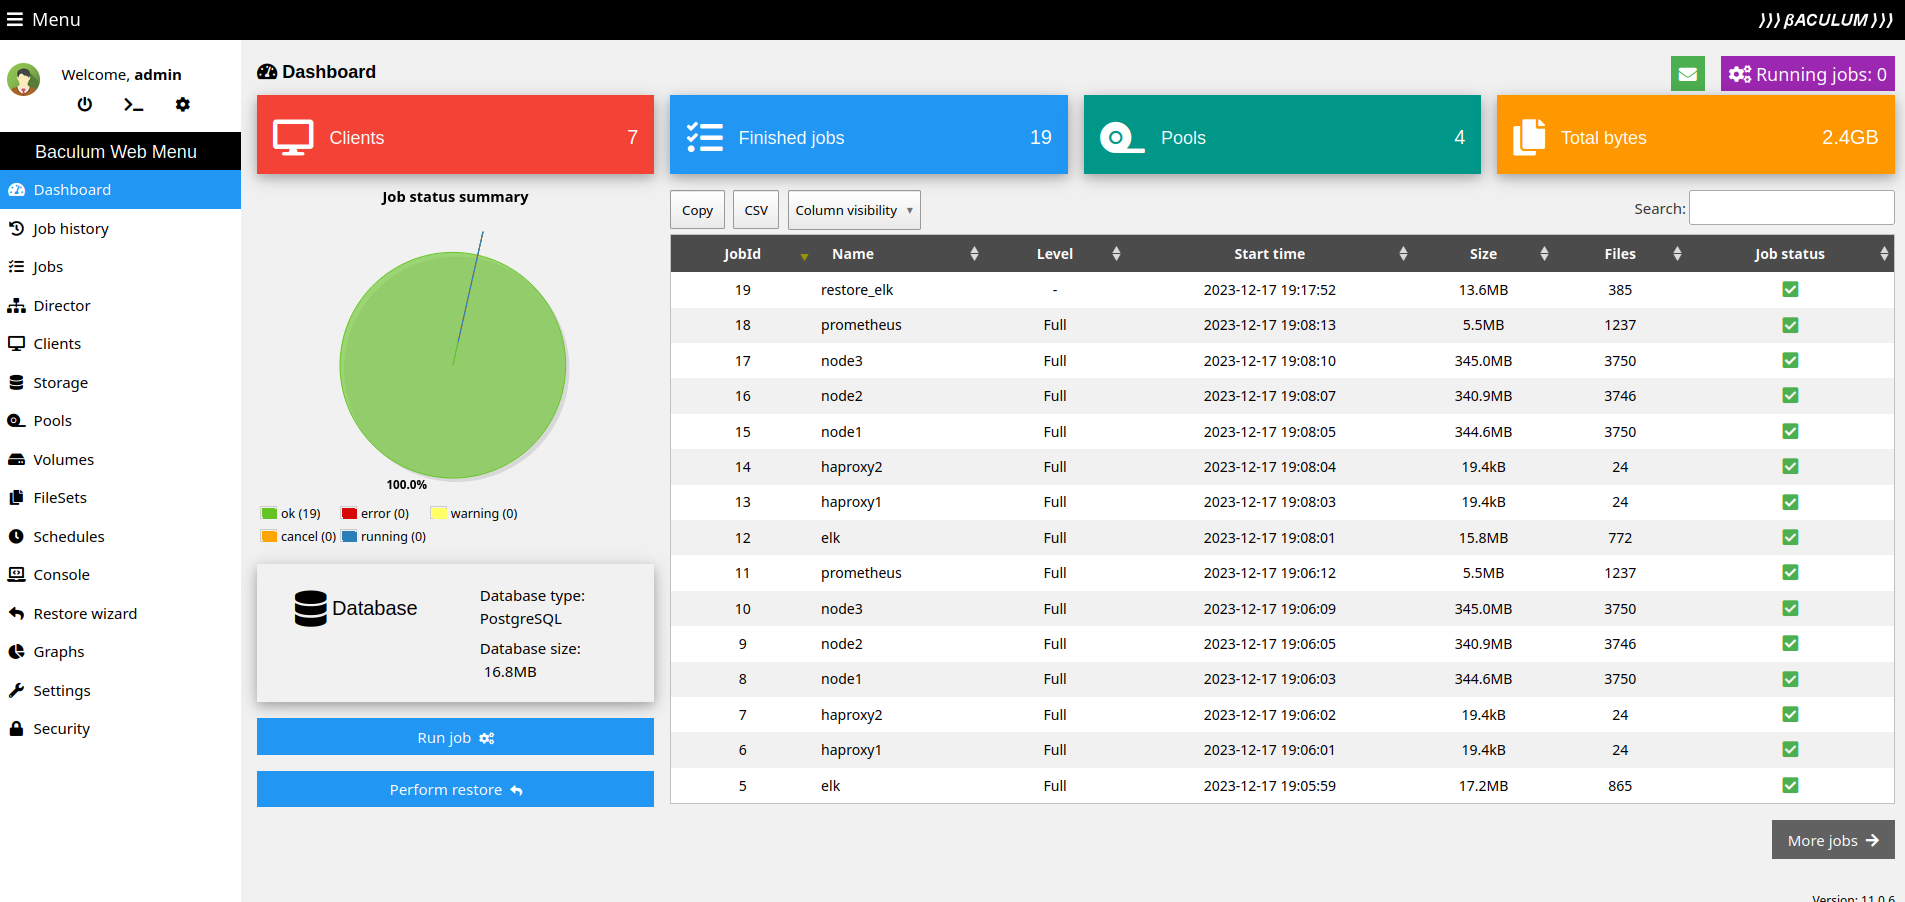 Menu
βACULUM
Welcome, admin
Baculum Web Menu
Dashboard
Job history
Jobs
Director
Clients
Storage
Pools
Volumes
FileSets
Schedules
Console
Restore wizard
Graphs
Settings
Security
Dashboard
Running jobs: 0
Clients 7
Finished jobs 19
Pools 4
Total bytes 2.4GB
Job status summary
100.0%
ok (19) error (0) warning (0)
cancel (0) running (0)
Database
Database type:
PostgreSQL
Database size:
16.8MB
Run job
Perform restore
Copy CSV Column visibility Search:
JobId Name Level Start time Size Files Job status
19 restore_elk - 2023-12-17 19:17:52 13.6MB 385
18 prometheus Full 2023-12-17 19:08:13 5.5MB 1237
17 node3 Full 2023-12-17 19:08:10 345.0MB 3750
16 node2 Full 2023-12-17 19:08:07 340.9MB 3746
15 node1 Full 2023-12-17 19:08:05 344.6MB 3750
14 haproxy2 Full 2023-12-17 19:08:04 19.4kB 24
13 haproxy1 Full 2023-12-17 19:08:03 19.4kB 24
12 elk Full 2023-12-17 19:08:01 15.8MB 772
11 prometheus Full 2023-12-17 19:06:12 5.5MB 1237
10 node3 Full 2023-12-17 19:06:09 345.0MB 3750
9 node2 Full 2023-12-17 19:06:05 340.9MB 3746
8 node1 Full 2023-12-17 19:06:03 344.6MB 3750
7 haproxy2 Full 2023-12-17 19:06:02 19.4kB 24
6 haproxy1 Full 2023-12-17 19:06:01 19.4kB 24
5 elk Full 2023-12-17 19:05:59 17.2MB 865
More jobs
Version: 11.0.6